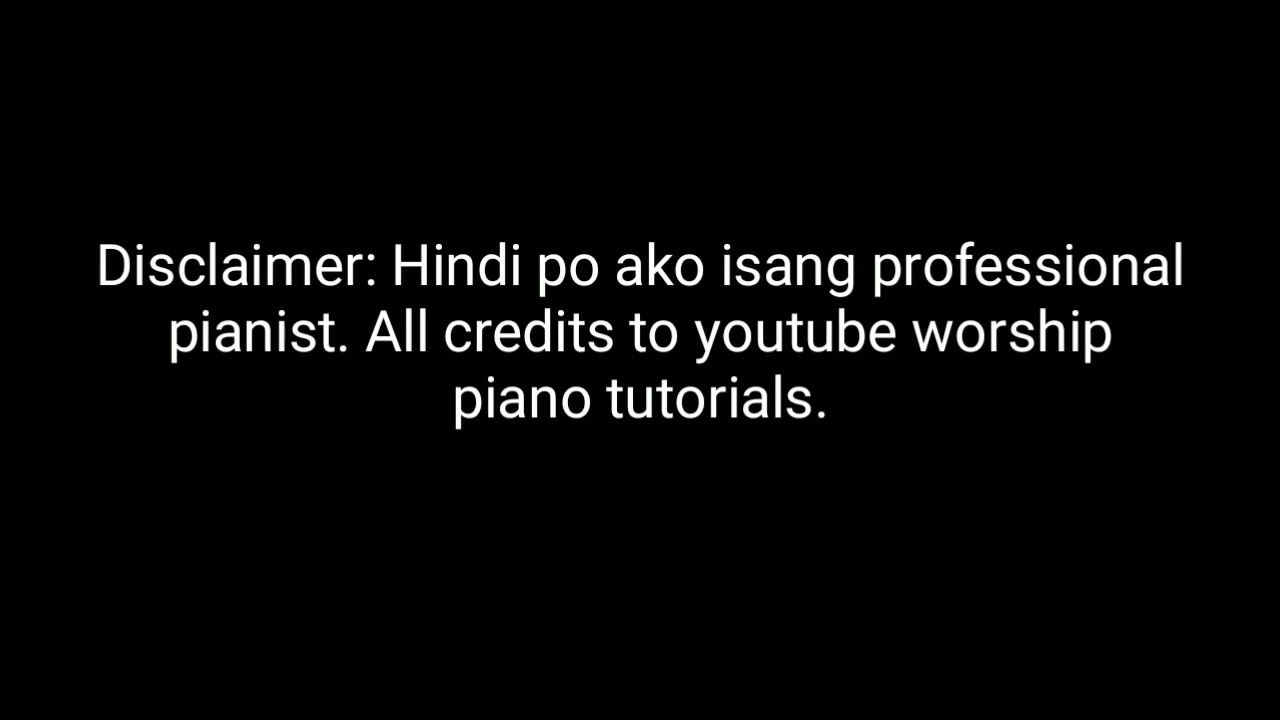 Disclaimer: Hindi po ako isang professional
pianist. All credits to youtube worship
piano tutorials.